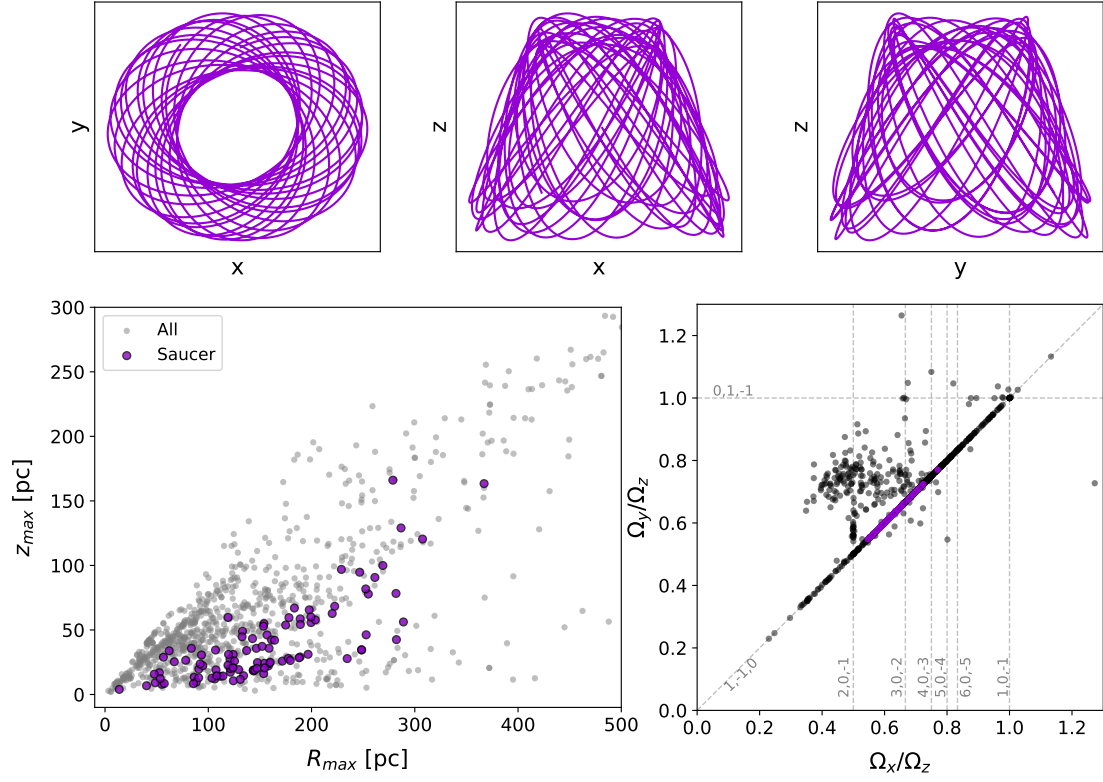 y
x
z
x
z
y
300
250
200
150
100
50
0
z_max [pc]
All
Saucer
0
100
200
300
400
500
R_max [pc]
1.2
1.0
0.8
0.6
0.4
0.2
0.0
Ω_y/Ω_z
0,1,-1
1,-1,0
2,0,-1
3,0,-2
4,0,-3
5,0,-4
6,0,-5
1,0,-1
0.0
0.2
0.4
0.6
0.8
1.0
1.2
Ω_x/Ω_z